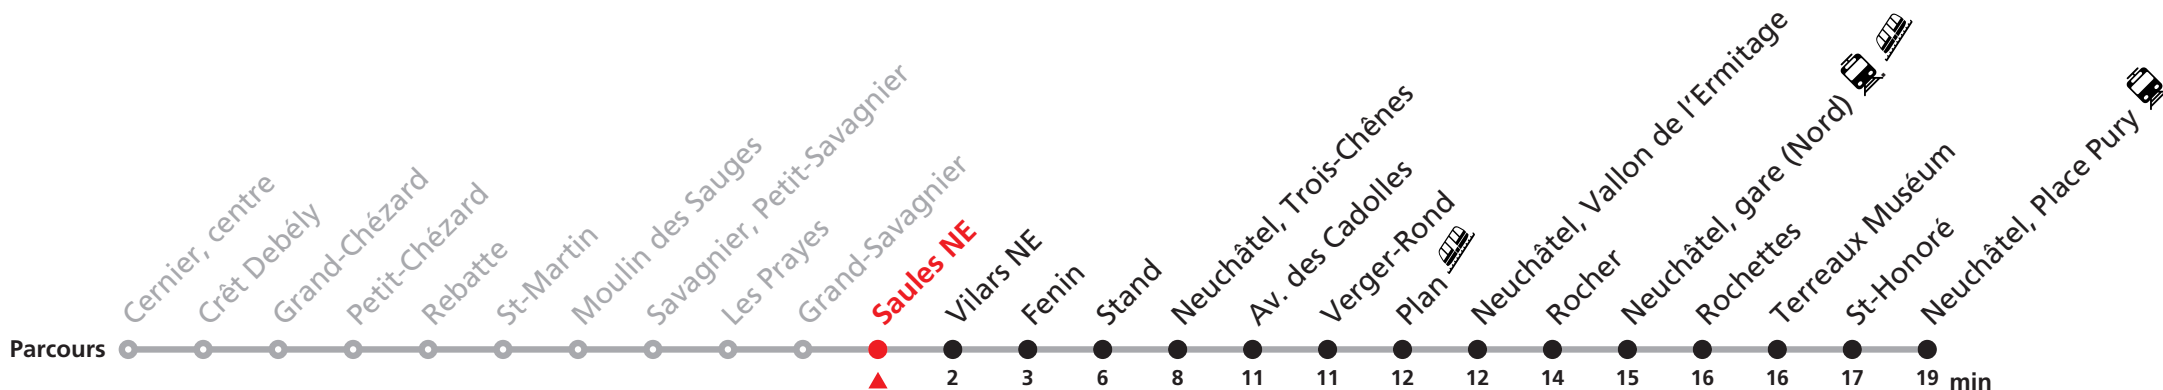 Cernier, centre
Crêt Debély
Grand-Chézard
Petit-Chézard
Rebatte
St-Martin
Moulin des Sauges
Savagnier, Petit-Savagnier
Les Prayes
Grand-Savagnier
Saules NE
Vilars NE
Fenin
Stand
Neuchâtel, Trois-Chênes
Av. des Cadolles
Verger-Rond
Plan
Neuchâtel, Vallon de l'Ermitage
Rocher
Neuchâtel, gare (Nord)
Rochettes
Terreaux Muséum
St-Honoré
Neuchâtel, Place Pury
Parcours
2 3 6 8 11 11 12 12 14 15 16 16 17 19 min